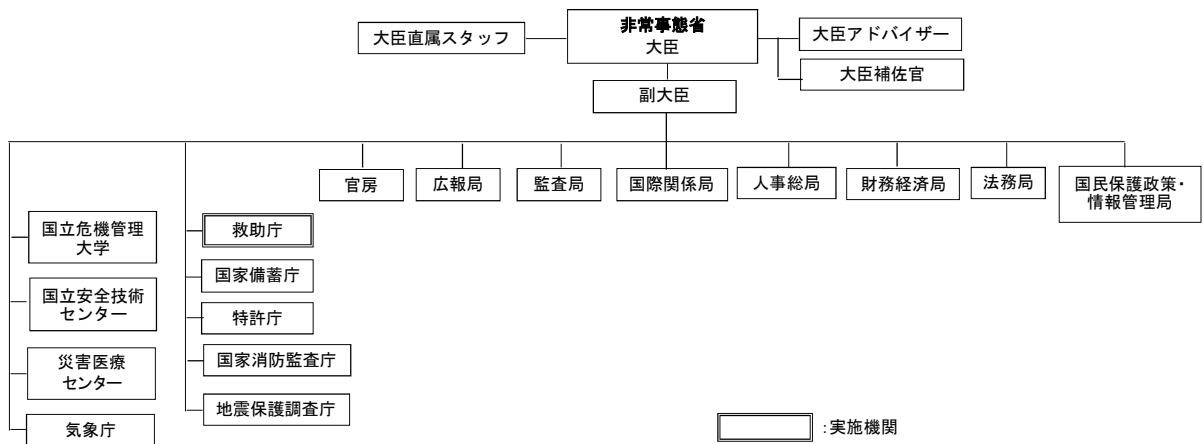 非常事態省
大臣
大臣直属スタッフ
大臣アドバイザー
大臣補佐官
副大臣
官房
広報局
監査局
国際関係局
人事総局
財務経済局
法務局
国民保護政策・
情報管理局
国立危機管理
大学
国立安全技術
センター
災害医療
センター
気象庁
救助庁
国家備蓄庁
特許庁
国家消防監査庁
地震保護調査庁
:実施機関